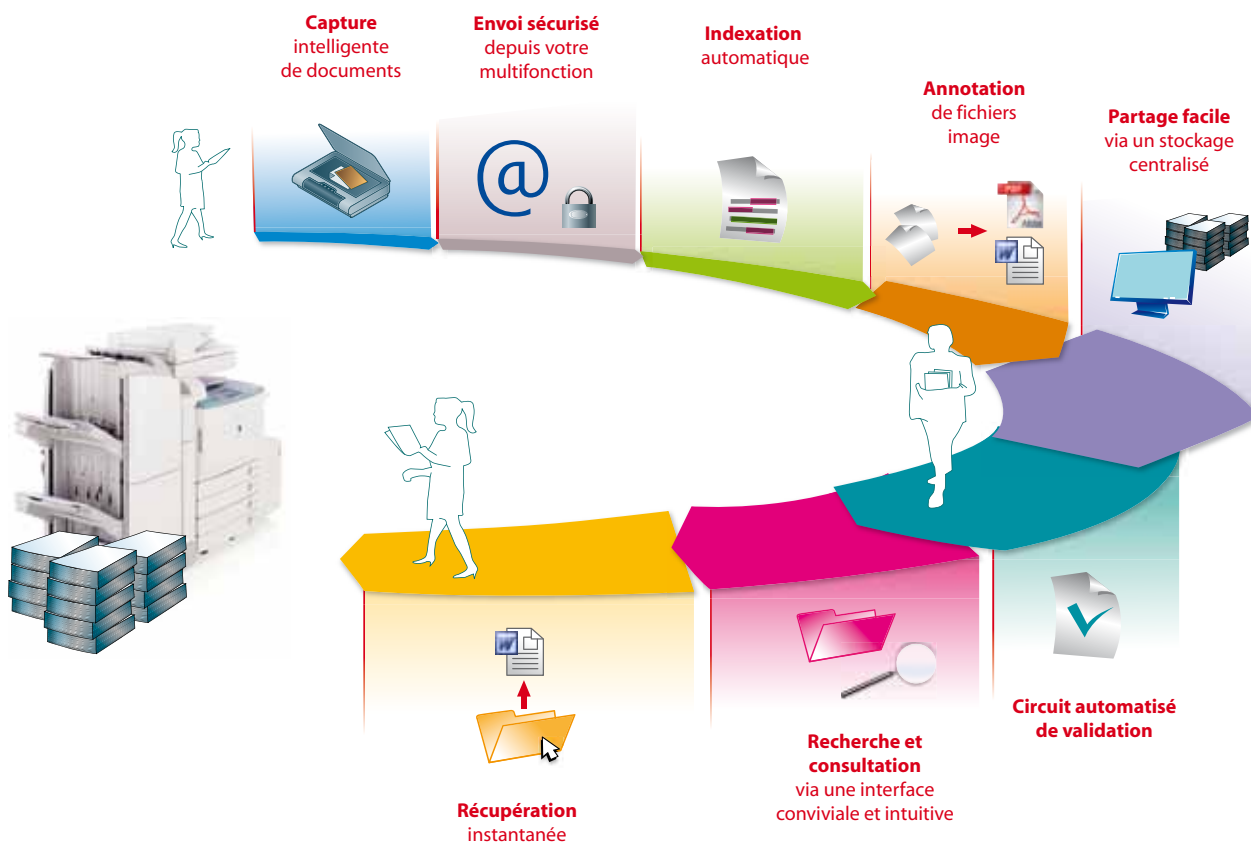 Capture
intelligente
de documents
Envoi sécurisé
depuis votre
multifonction
Indexation
automatique
Annotation
de fichiers
image
Partage facile
via un stockage
centralisé
@
PDF
W
W
Circuit automatisé
de validation
Recherche et
consultation
via une interface
conviviale et intuitive
Récupération
instantanée